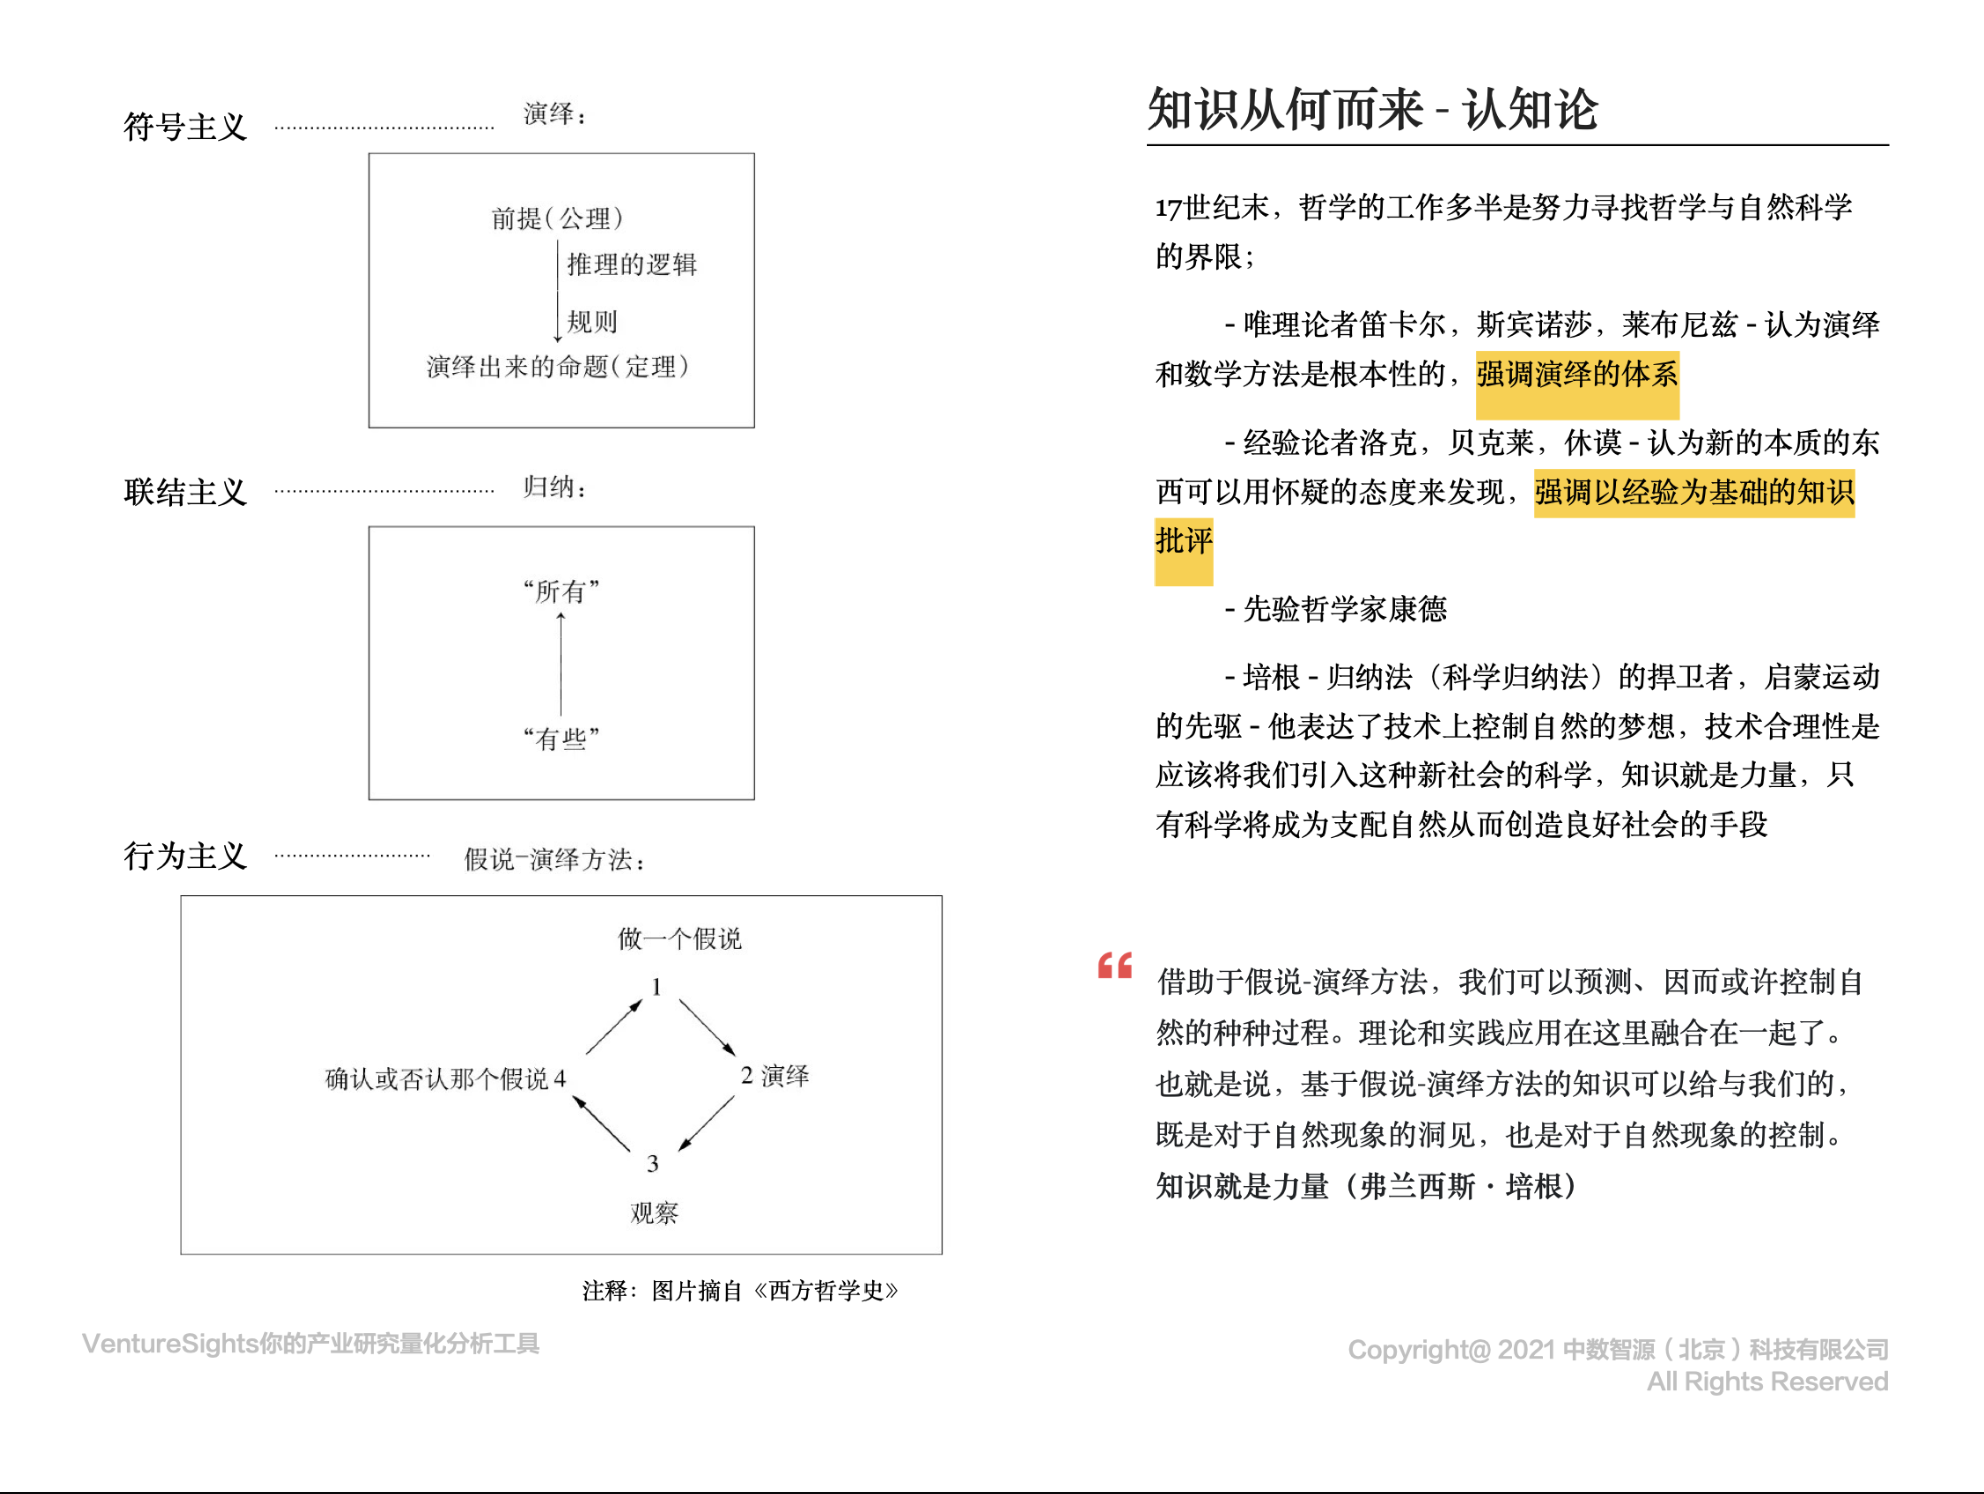 符号主义
演绎：
前提（公理）
推理的逻辑
规则
演绎出来的命题（定理）
联结主义
归纳：
“所有”
“有些”
行为主义
假说-演绎方法：
做一个假说
1
2 演绎
确认或否认那个假说 4
3
观察
注释：图片摘自《西方哲学史》
VentureSights你的产业研究量化分析工具
知识从何而来 - 认知论
17世纪末，哲学的工作多半是努力寻找哲学与自然科学
的界限；
- 唯理论者笛卡尔，斯宾诺莎，莱布尼兹 - 认为演绎
和数学方法是根本性的，强调演绎的体系
- 经验论者洛克，贝克莱，休谟 - 认为新的本质的东
西可以用怀疑的态度来发现，强调以经验为基础的知识
批评
- 先验哲学家康德
- 培根 - 归纳法（科学归纳法）的捍卫者，启蒙运动
的先驱 - 他表达了技术上控制自然的梦想，技术合理性是
应该将我们引入这种新社会的科学，知识就是力量，只
有科学将成为支配自然从而创造良好社会的手段
“
借助于假说-演绎方法，我们可以预测、因而或许控制自
然的种种过程。理论和实践应用在这里融合在一起了。
也就是说，基于假说-演绎方法的知识可以给与我们的，
既是对于自然现象的洞见，也是对于自然现象的控制。
知识就是力量（弗兰西斯·培根）
Copyright@ 2021 中数智源（北京）科技有限公司
All Rights Reserved